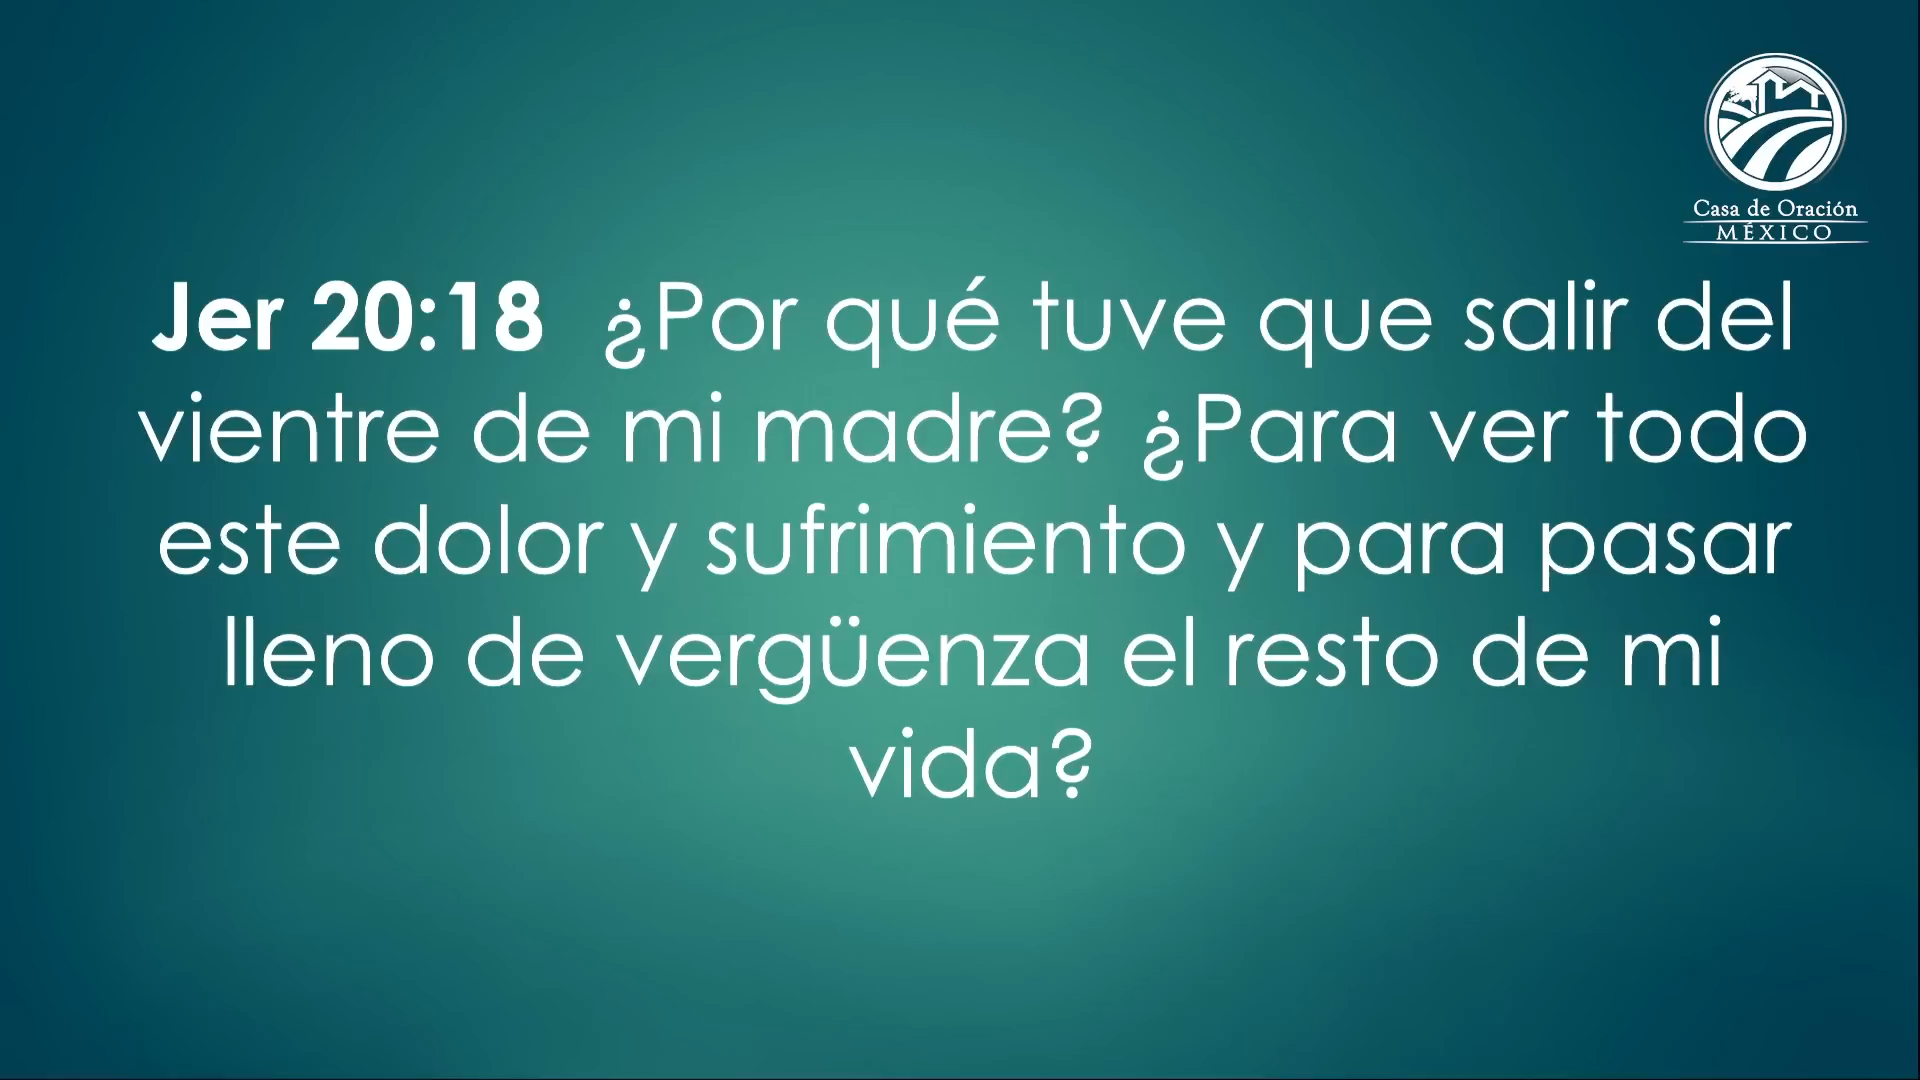 Casa de Oración
MÉXICO
Jer 20:18 ¿Por qué tuve que salir del
vientre de mi madre? ¿Para ver todo
este dolor y sufrimiento y para pasar
lleno de vergüenza el resto de mi
vida?